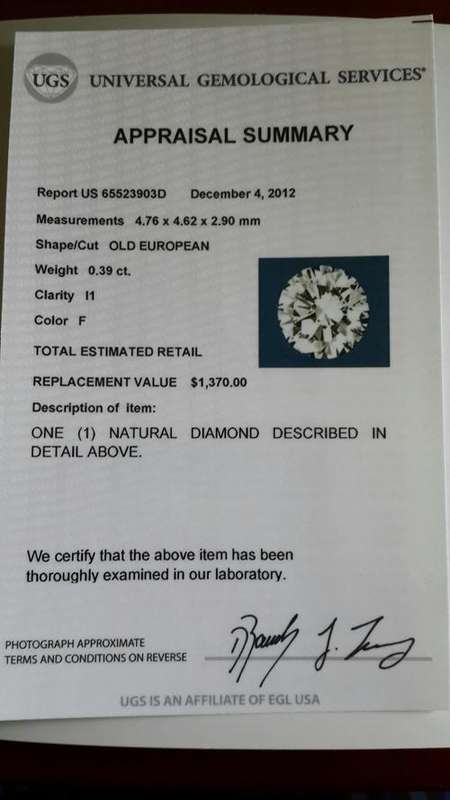 UGS UNIVERSAL GEMOLOGICAL SERVICES®
APPRAISAL SUMMARY
Report US 65523903D December 4, 2012
Measurements 4.76 x 4.62 x 2.90 mm
Shape/Cut OLD EUROPEAN
Weight 0.39 ct.
Clarity I1
Color F
TOTAL ESTIMATED RETAIL
REPLACEMENT VALUE $1,370.00
Description of item:
ONE (1) NATURAL DIAMOND DESCRIBED IN
DETAIL ABOVE.
We certify that the above item has been
thoroughly examined in our laboratory.
PHOTOGRAPH APPROXIMATE
TERMS AND CONDITIONS ON REVERSE
UGS IS AN AFFILIATE OF EGL USA